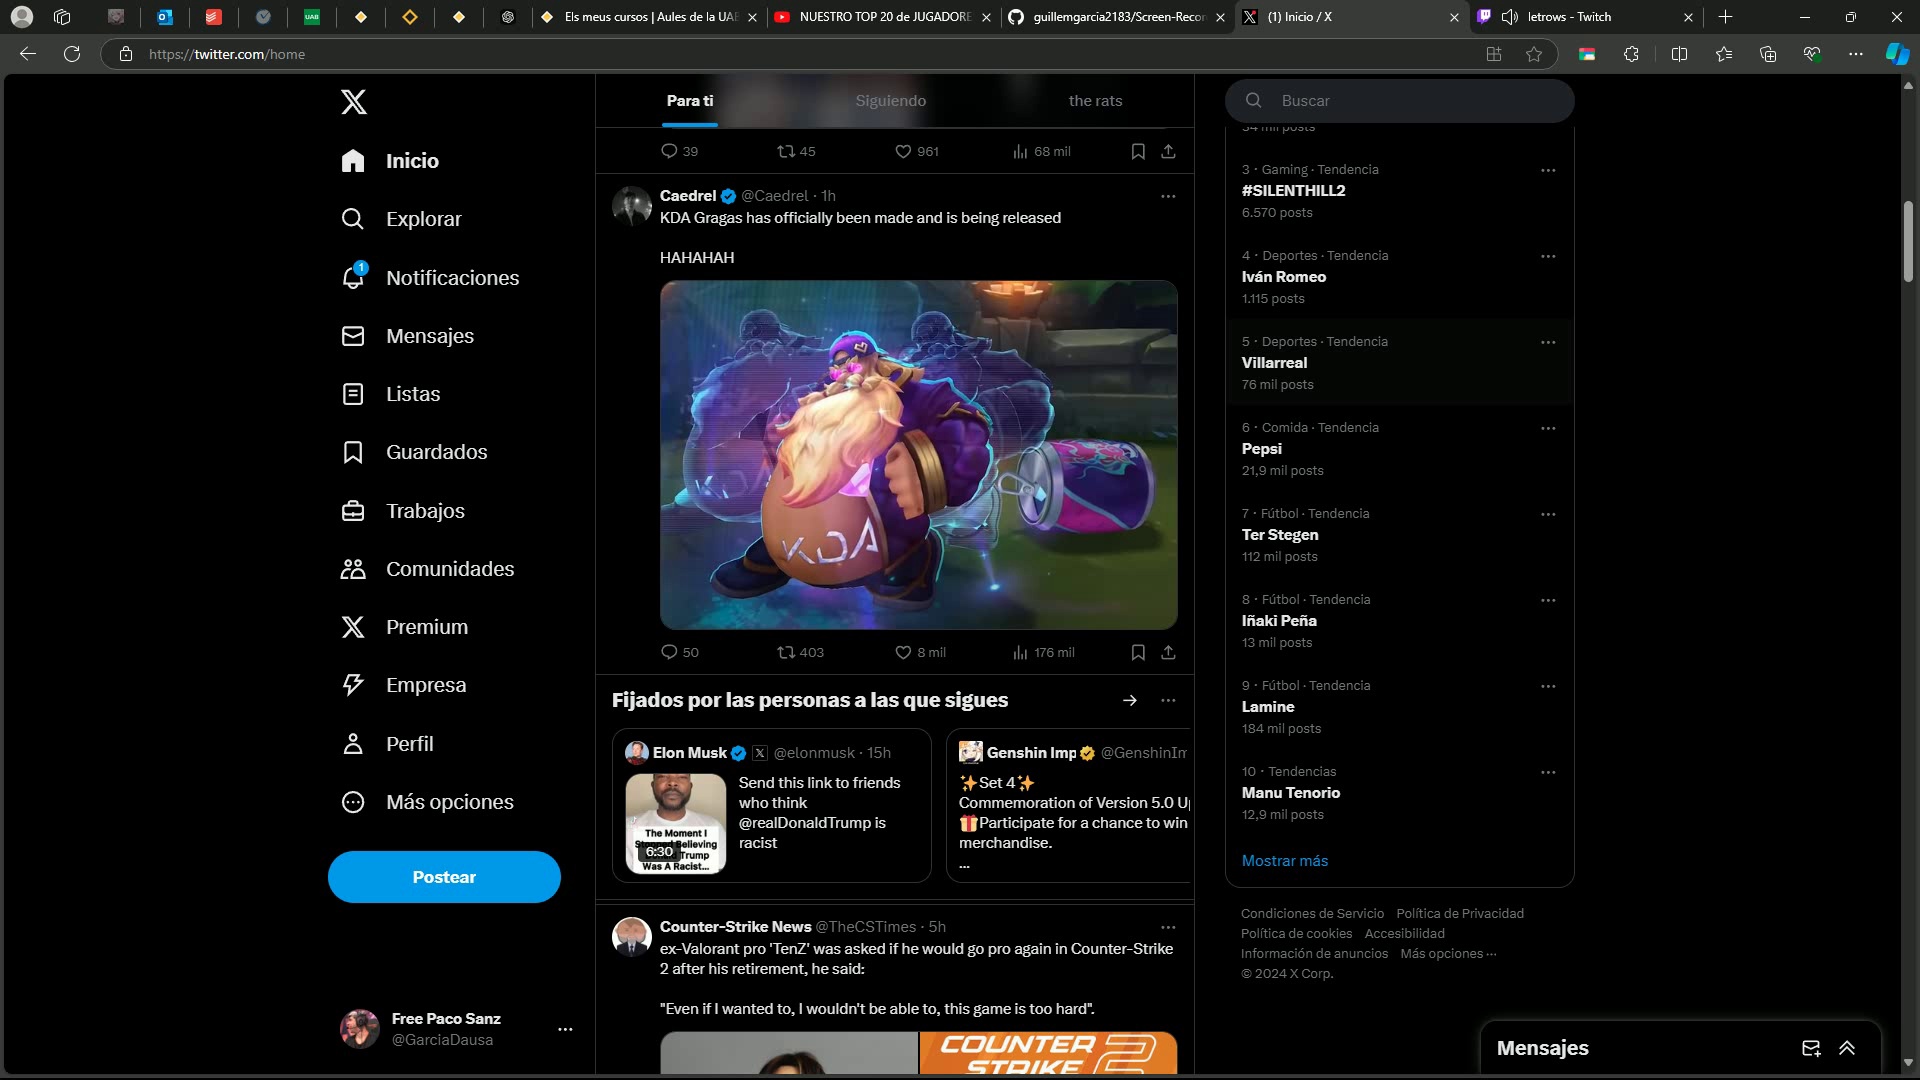 Els meus cursos | Aules de la UAB
NUESTRO TOP 20 de JUGADORE
guillemgarcia2183/Screen-Recor
(1) Inicio / X
letrows - Twitch
https://twitter.com/home
Inicio
Explorar
1
Notificaciones
Mensajes
Listas
Guardados
Trabajos
Comunidades
Premium
Empresa
Perfil
Más opciones
Postear
Free Paco Sanz
@GarciaDausa
Para ti
Siguiendo
the rats
39
45
961
68 mil
Caedrel @Caedrel · 1h
KDA Gragas has officially been made and is being released
HAHAHAH
KDA
50
403
8 mil
176 mil
Fijados por las personas a las que sigues
Elon Musk @elonmusk · 15h
Send this link to friends
who think
@realDonaldTrump is
racist
The Moment I
Stopped Believing
Trump
Was A Racist...
6:30
Genshin Imp @GenshinIm
✨Set 4✨
Commemoration of Version 5.0 U
🎁Participate for a chance to win
merchandise.
...
Counter-Strike News @TheCSTimes · 5h
ex-Valorant pro 'TenZ' was asked if he would go pro again in Counter-Strike
2 after his retirement, he said:
"Even if I wanted to, I wouldn't be able to, this game is too hard".
COUNTER
STRIKE 2
Buscar
34 mil posts
3 · Gaming · Tendencia
#SILENTHILL2
6.570 posts
4 · Deportes · Tendencia
Iván Romeo
1.115 posts
5 · Deportes · Tendencia
Villarreal
76 mil posts
6 · Comida · Tendencia
Pepsi
21,9 mil posts
7 · Fútbol · Tendencia
Ter Stegen
112 mil posts
8 · Fútbol · Tendencia
Iñaki Peña
13 mil posts
9 · Fútbol · Tendencia
Lamine
184 mil posts
10 · Tendencias
Manu Tenorio
12,9 mil posts
Mostrar más
Condiciones de Servicio Política de Privacidad
Política de cookies Accesibilidad
Información de anuncios Más opciones ···
© 2024 X Corp.
Mensajes